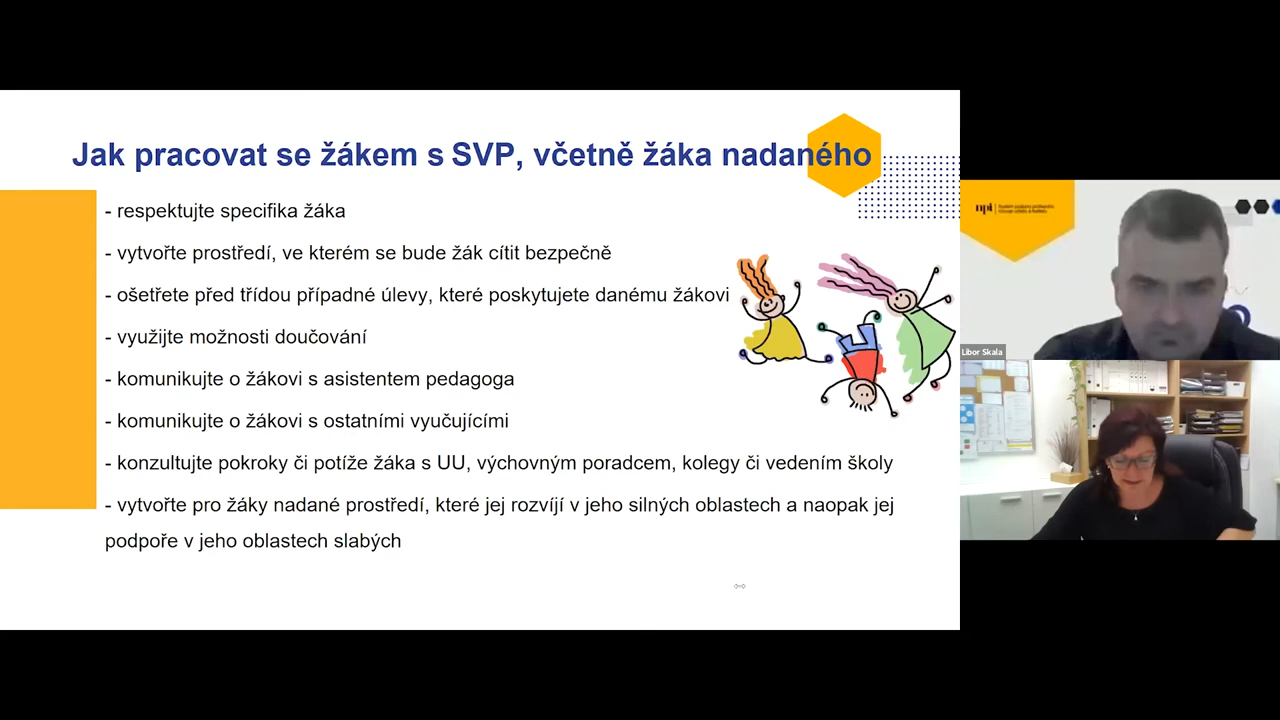 Jak pracovat se žákem s SVP, včetně žáka nadaného
- respektujte specifika žáka
- vytvořte prostředí, ve kterém se bude žák cítit bezpečně
- ošetřete před třídou případné úlevy, které poskytujete danému žákovi
- využijte možnosti doučování
- komunikujte o žákovi s asistentem pedagoga
- komunikujte o žákovi s ostatními vyučujícími
- konzultujte pokroky či potíže žáka s UU, výchovným poradcem, kolegy či vedením školy
- vytvořte pro žáky nadané prostředí, které jej rozvíjí v jeho silných oblastech a naopak jej
podpoře v jeho oblastech slabých
npi
Libor Skala